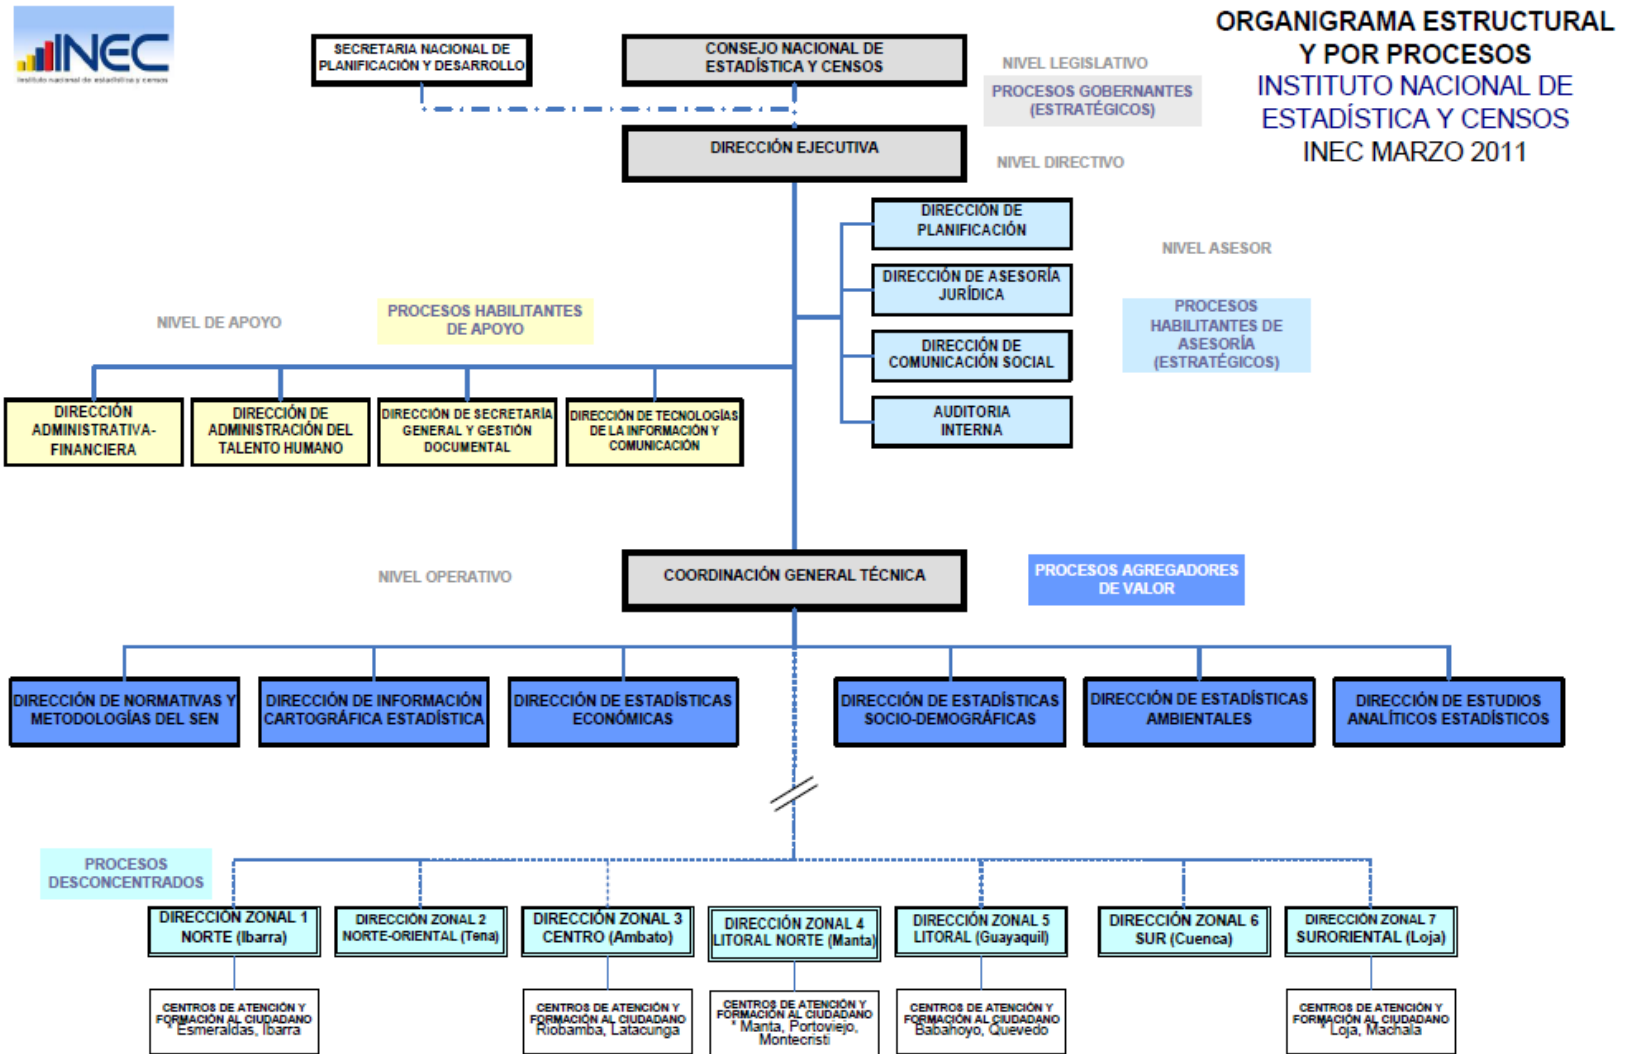 INEC
instituto nacional de estadística y censos
ORGANIGRAMA ESTRUCTURAL
Y POR PROCESOS
INSTITUTO NACIONAL DE
ESTADÍSTICA Y CENSOS
INEC MARZO 2011
SECRETARIA NACIONAL DE
PLANIFICACIÓN Y DESARROLLO
CONSEJO NACIONAL DE
ESTADÍSTICA Y CENSOS
NIVEL LEGISLATIVO
PROCESOS GOBERNANTES
(ESTRATÉGICOS)
DIRECCIÓN EJECUTIVA
NIVEL DIRECTIVO
DIRECCIÓN DE
PLANIFICACIÓN
NIVEL ASESOR
DIRECCIÓN DE ASESORÍA
JURÍDICA
PROCESOS
HABILITANTES DE
ASESORÍA
(ESTRATÉGICOS)
DIRECCIÓN DE
COMUNICACIÓN SOCIAL
AUDITORIA
INTERNA
NIVEL DE APOYO
PROCESOS HABILITANTES
DE APOYO
DIRECCIÓN
ADMINISTRATIVA-
FINANCIERA
DIRECCIÓN DE
ADMINISTRACIÓN DEL
TALENTO HUMANO
DIRECCIÓN DE SECRETARÍA
GENERAL Y GESTIÓN
DOCUMENTAL
DIRECCIÓN DE TECNOLOGÍAS
DE LA INFORMACIÓN Y
COMUNICACIÓN
NIVEL OPERATIVO
COORDINACIÓN GENERAL TÉCNICA
PROCESOS AGREGADORES
DE VALOR
DIRECCIÓN DE NORMATIVAS Y
METODOLOGÍAS DEL SEN
DIRECCIÓN DE INFORMACIÓN
CARTOGRÁFICA ESTADÍSTICA
DIRECCIÓN DE ESTADÍSTICAS
ECONÓMICAS
DIRECCIÓN DE ESTADÍSTICAS
SOCIO-DEMOGRÁFICAS
DIRECCIÓN DE ESTADÍSTICAS
AMBIENTALES
DIRECCIÓN DE ESTUDIOS
ANALÍTICOS ESTADÍSTICOS
PROCESOS
DESCONCENTRADOS
DIRECCIÓN ZONAL 1
NORTE (Ibarra)
DIRECCIÓN ZONAL 2
NORTE-ORIENTAL (Tena)
DIRECCIÓN ZONAL 3
CENTRO (Ambato)
DIRECCIÓN ZONAL 4
LITORAL NORTE (Manta)
DIRECCIÓN ZONAL 5
LITORAL (Guayaquil)
DIRECCIÓN ZONAL 6
SUR (Cuenca)
DIRECCIÓN ZONAL 7
SURORIENTAL (Loja)
CENTROS DE ATENCIÓN Y
FORMACIÓN AL CIUDADANO
* Esmeraldas, Ibarra
CENTROS DE ATENCIÓN Y
FORMACIÓN AL CIUDADANO
Riobamba, Latacunga
CENTROS DE ATENCIÓN Y
FORMACIÓN AL CIUDADANO
* Manta, Portoviejo,
Montecristi
CENTROS DE ATENCIÓN Y
FORMACIÓN AL CIUDADANO
Babahoyo, Quevedo
CENTROS DE ATENCIÓN Y
FORMACIÓN AL CIUDADANO
* Loja, Machala